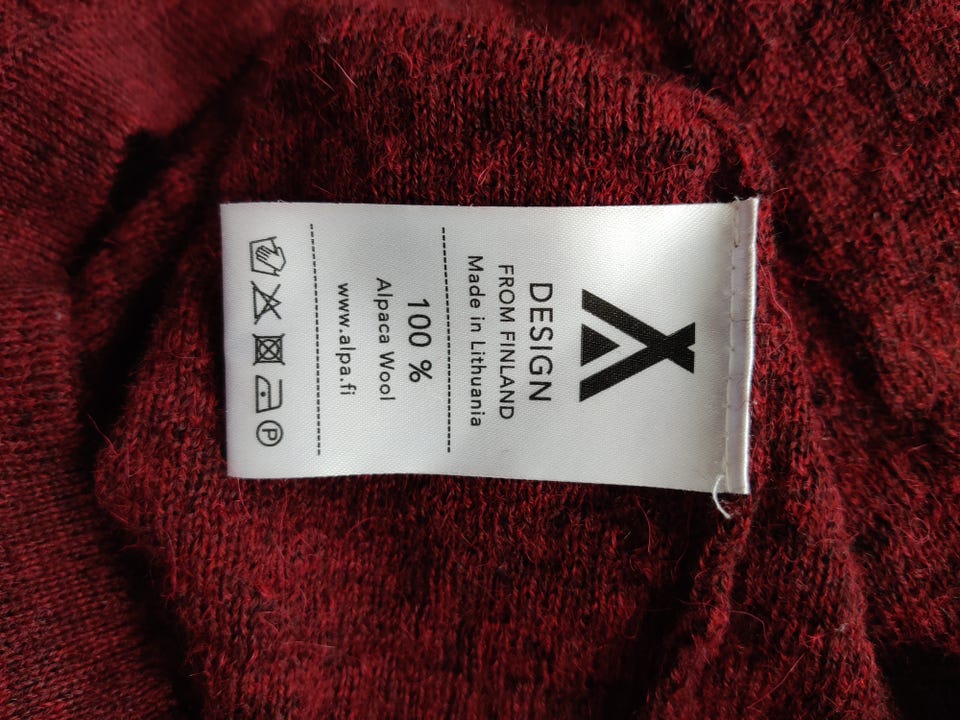 DESIGN
FROM FINLAND
Made in Lithuania
100 %
Alpaca Wool
www.alpa.fi
P